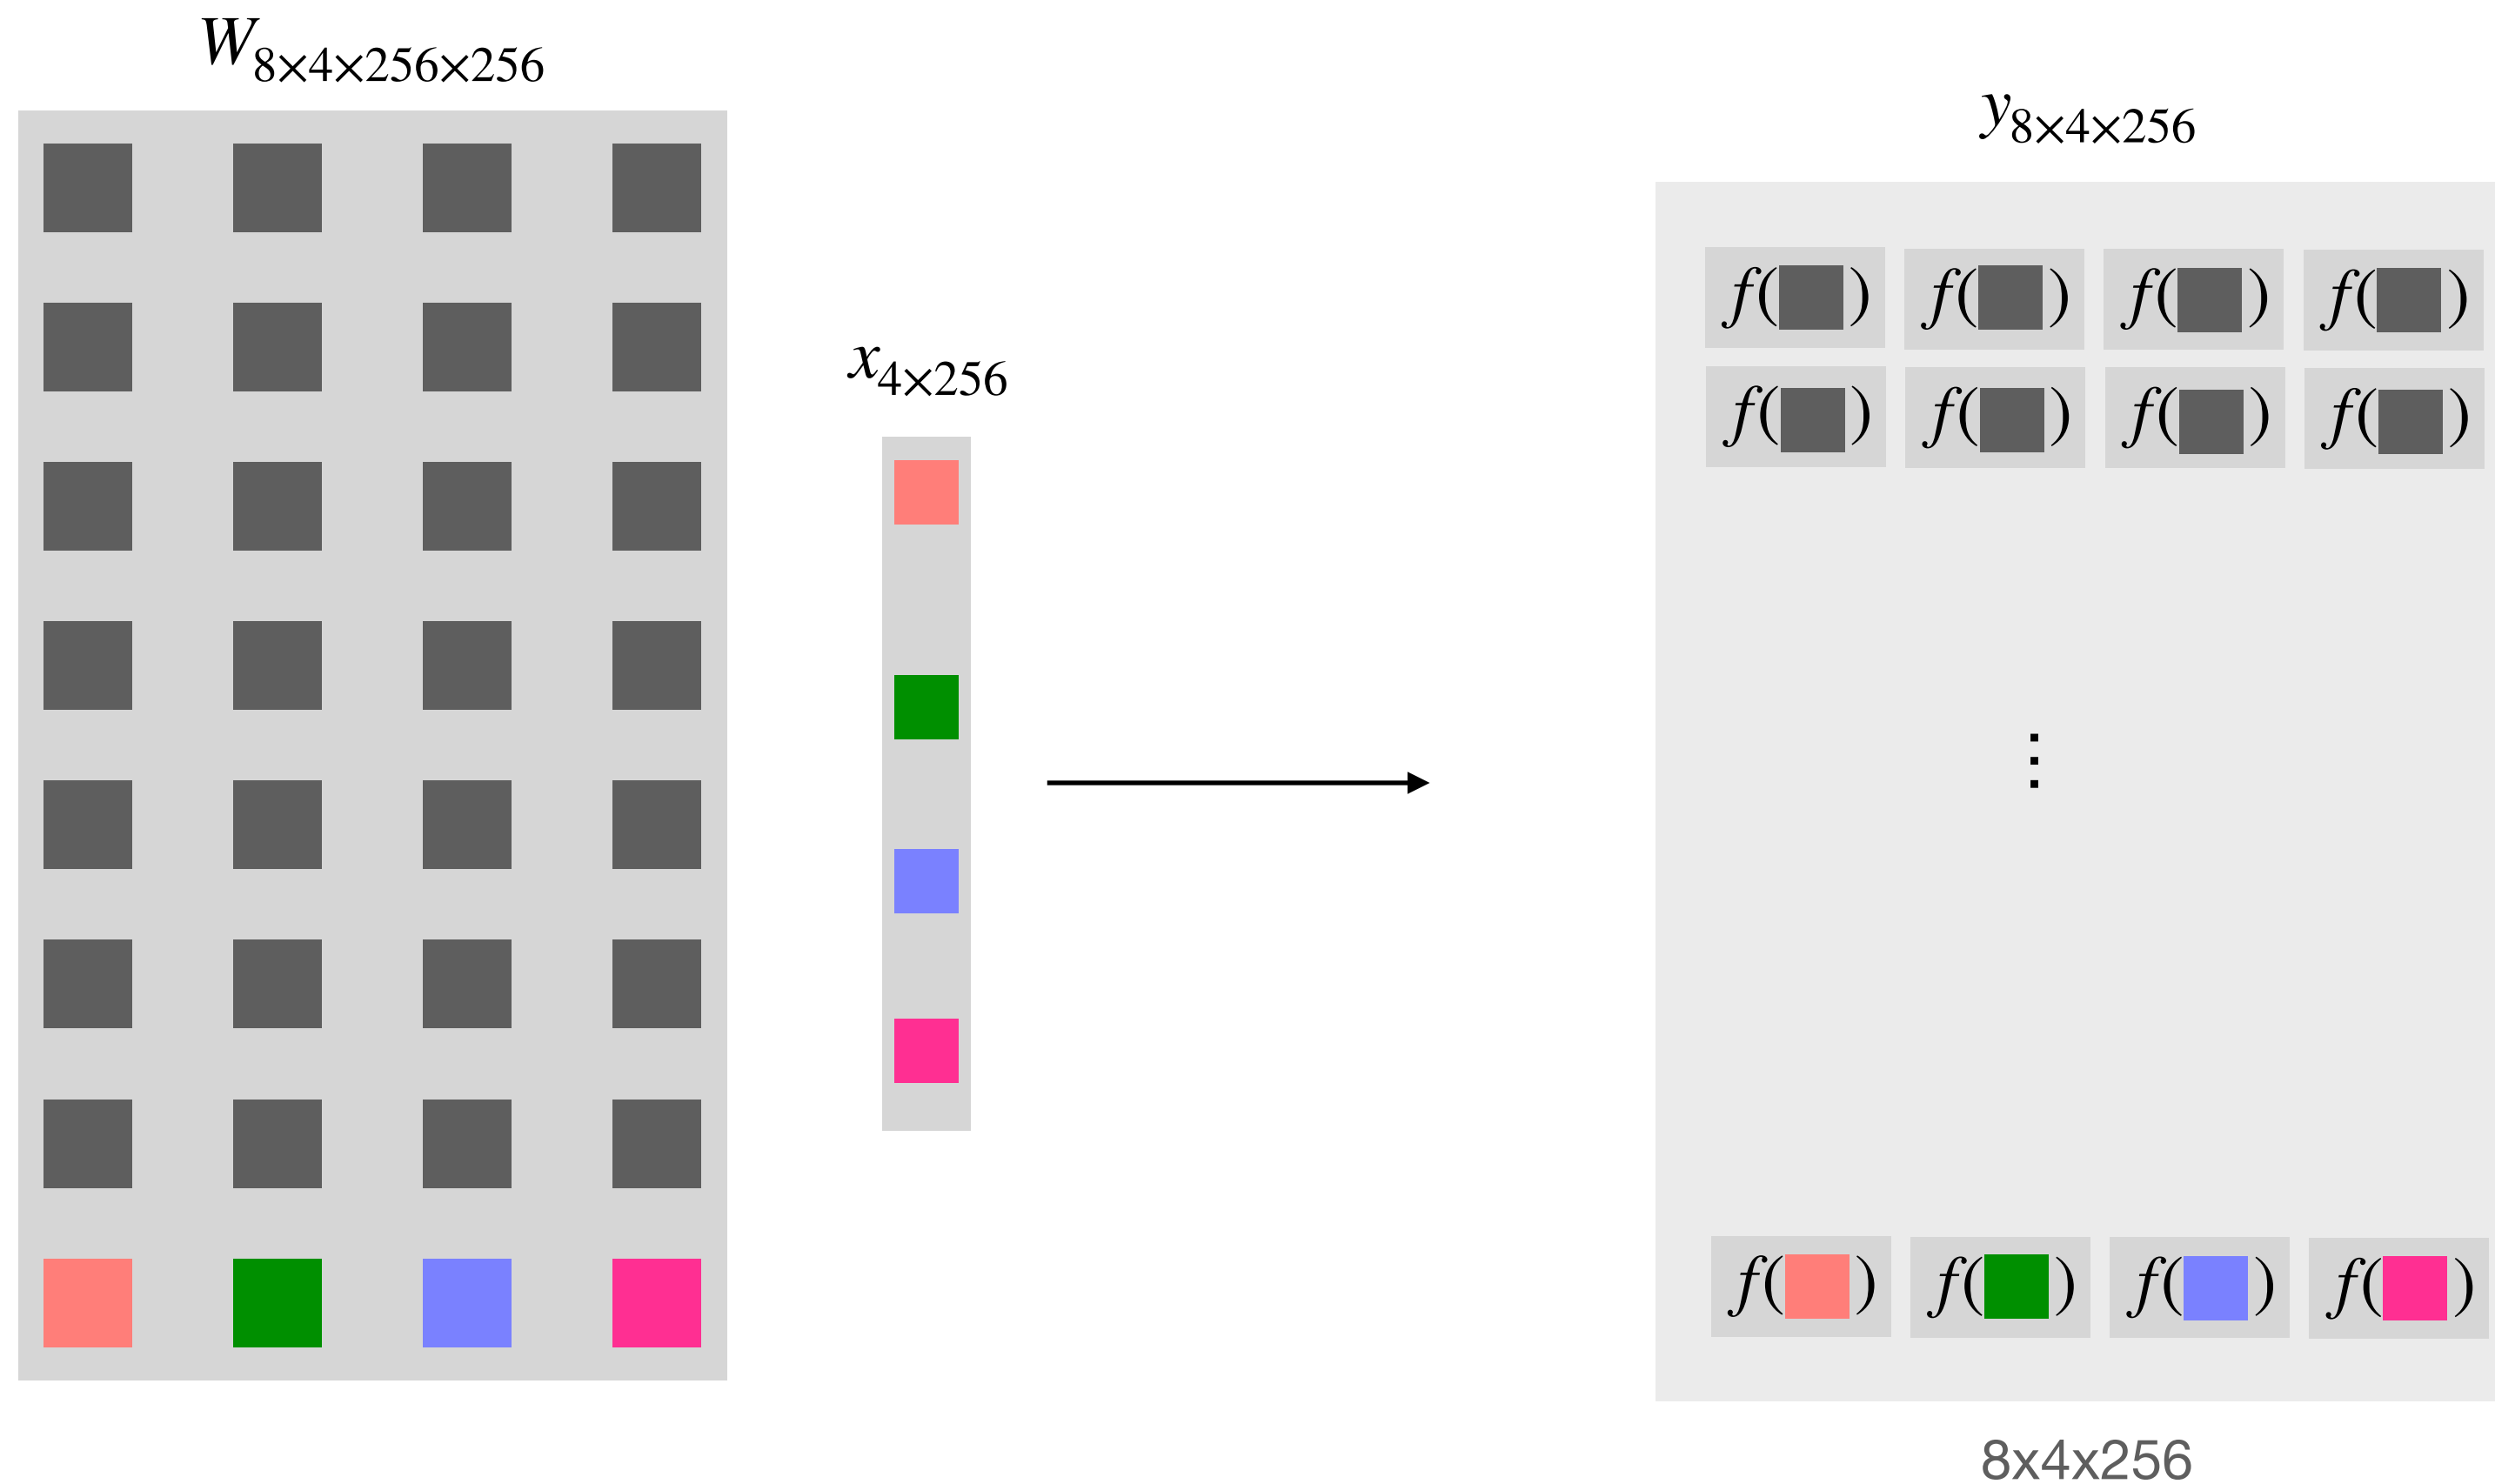 W8×4×256×256
y8×4×256
x4×256
f( ) f( ) f( ) f( )
f( ) f( ) f( ) f( )
⋮
f( ) f( ) f( ) f( )
8x4x256